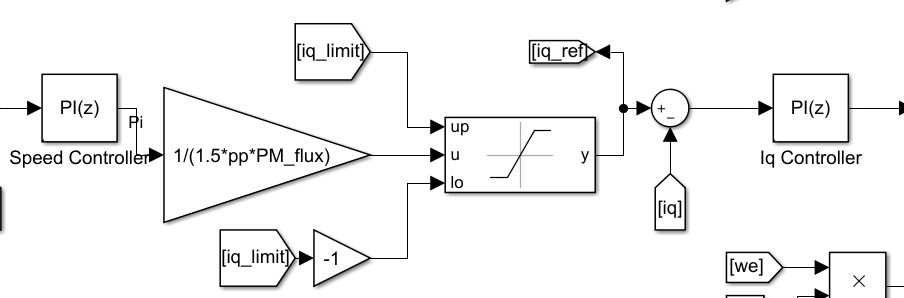 [iq_limit]
[iq_ref]
PI(z)
Pi
Speed Controller
1/(1.5*pp*PM_flux)
up
u
lo
y
+
_
PI(z)
Iq Controller
[iq]
[iq_limit]
-1
[we]
×